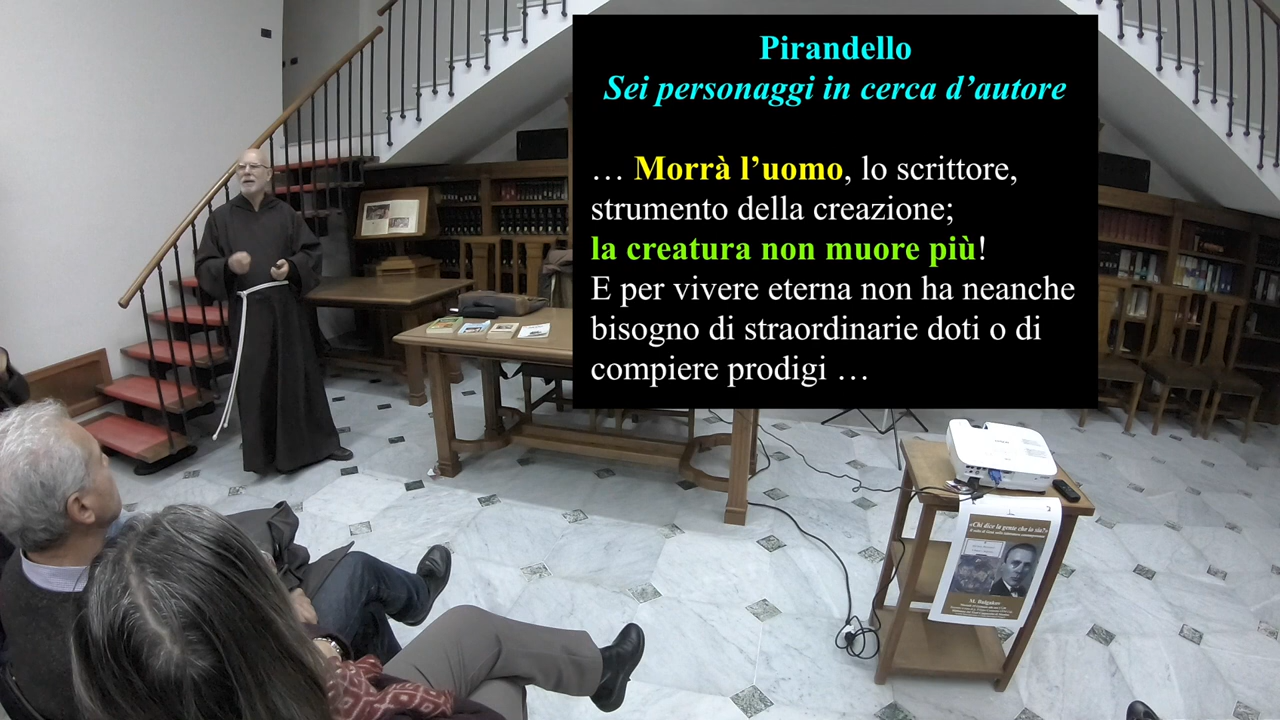 Pirandello
Sei personaggi in cerca d’autore
… Morrà l’uomo, lo scrittore,
strumento della creazione;
la creatura non muore più!
E per vivere eterna non ha neanche
bisogno di straordinarie doti o di
compiere prodigi …
«Chi dice la gente che io sia?»
M. Bulgakov